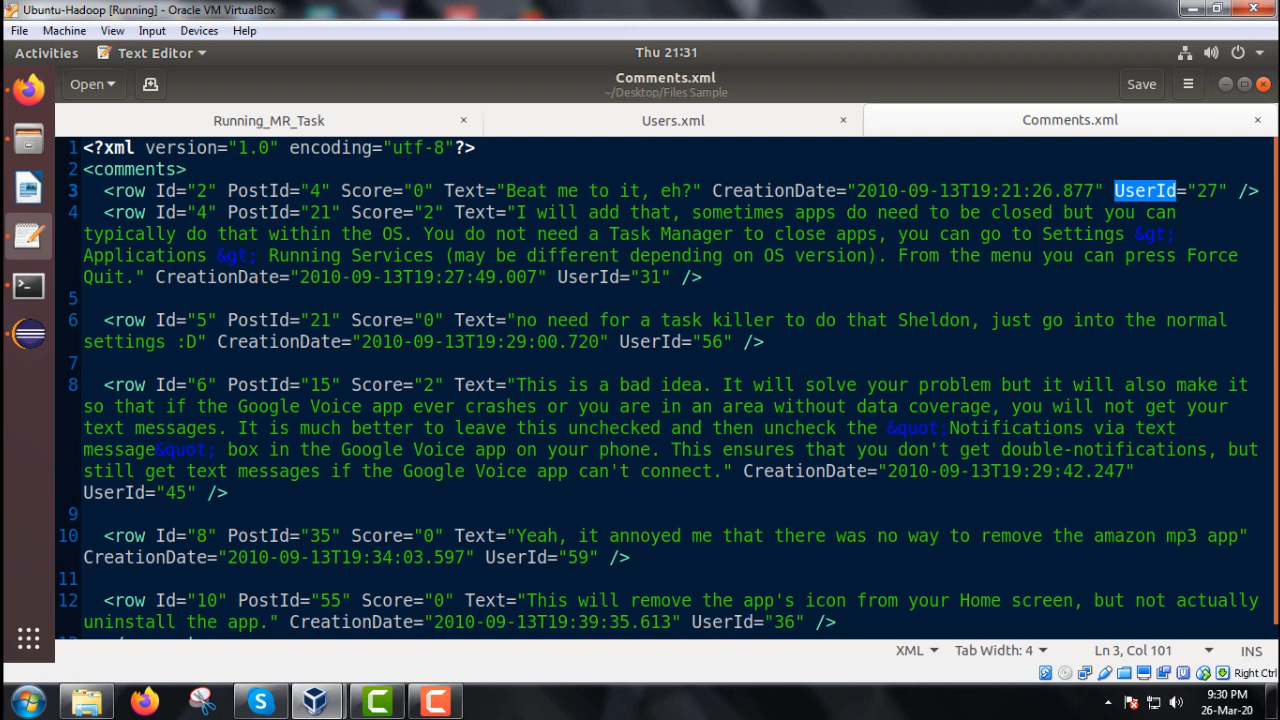 Ubuntu-Hadoop [Running] - Oracle VM VirtualBox
File Machine View Input Devices Help
Activities Text Editor Thu 21:31
Open Comments.xml Save
~/Desktop/Files Sample
Running_MR_Task × Users.xml × Comments.xml ×
1 <?xml version="1.0" encoding="utf-8"?>
2 <comments>
3 <row Id="2" PostId="4" Score="0" Text="Beat me to it, eh?" CreationDate="2010-09-13T19:21:26.877" UserId="27" />
4 <row Id="4" PostId="21" Score="2" Text="I will add that, sometimes apps do need to be closed but you can
typically do that within the OS. You do not need a Task Manager to close apps, you can go to Settings &gt;
Applications &gt; Running Services (may be different depending on OS version). From the menu you can press Force
Quit." CreationDate="2010-09-13T19:27:49.007" UserId="31" />
5
6 <row Id="5" PostId="21" Score="0" Text="no need for a task killer to do that Sheldon, just go into the normal
settings :D" CreationDate="2010-09-13T19:29:00.720" UserId="56" />
7
8 <row Id="6" PostId="15" Score="2" Text="This is a bad idea. It will solve your problem but it will also make it
so that if the Google Voice app ever crashes or you are in an area without data coverage, you will not get your
text messages. It is much better to leave this unchecked and then uncheck the &quot;Notifications via text
message&quot; box in the Google Voice app on your phone. This ensures that you don't get double-notifications, but
still get text messages if the Google Voice app can't connect." CreationDate="2010-09-13T19:29:42.247"
UserId="45" />
9
10 <row Id="8" PostId="35" Score="0" Text="Yeah, it annoyed me that there was no way to remove the amazon mp3 app"
CreationDate="2010-09-13T19:34:03.597" UserId="59" />
11
12 <row Id="10" PostId="55" Score="0" Text="This will remove the app's icon from your Home screen, but not actually
uninstall the app." CreationDate="2010-09-13T19:39:35.613" UserId="36" />
XML Tab Width: 4 Ln 3, Col 101 INS
Right Ctrl
9:30 PM
26-Mar-20